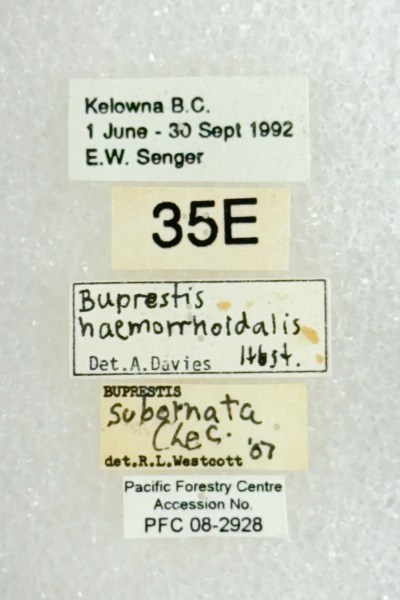 Kelowna B.C.
1 June - 30 Sept 1992
E.W. Senger
35E
Buprestis
haemorrhoidalis
Det.A.Davies Hbst.
BUPRESTIS
subornata
(Lec.
det.R.L.Westcott '07
Pacific Forestry Centre
Accession No.
PFC 08-2928